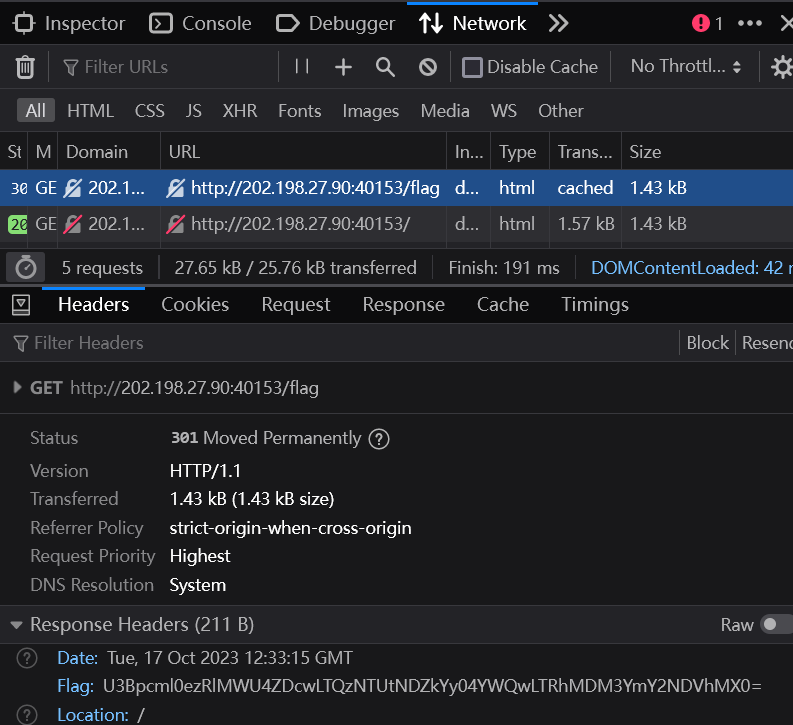 Inspector Console Debugger Network 1
Filter URLs Disable Cache No Throttl...
All HTML CSS JS XHR Fonts Images Media WS Other
St M Domain URL In... Type Trans... Size
30 GE 202.1... http://202.198.27.90:40153/flag d... html cached 1.43 kB
20 GE 202.1... http://202.198.27.90:40153/ d... html 1.57 kB 1.43 kB
5 requests 27.65 kB / 25.76 kB transferred Finish: 191 ms DOMContentLoaded: 42 m
Headers Cookies Request Response Cache Timings
Filter Headers Block Resend
GET http://202.198.27.90:40153/flag
Status 301 Moved Permanently ?
Version HTTP/1.1
Transferred 1.43 kB (1.43 kB size)
Referrer Policy strict-origin-when-cross-origin
Request Priority Highest
DNS Resolution System
Response Headers (211 B) Raw
? Date: Tue, 17 Oct 2023 12:33:15 GMT
Flag: U3Bpcml0ezRlMWU4ZDcwLTQzNTUtNDZkYy04YWQwLTRhMDM3YmY2NDVhMX0=
? Location: /